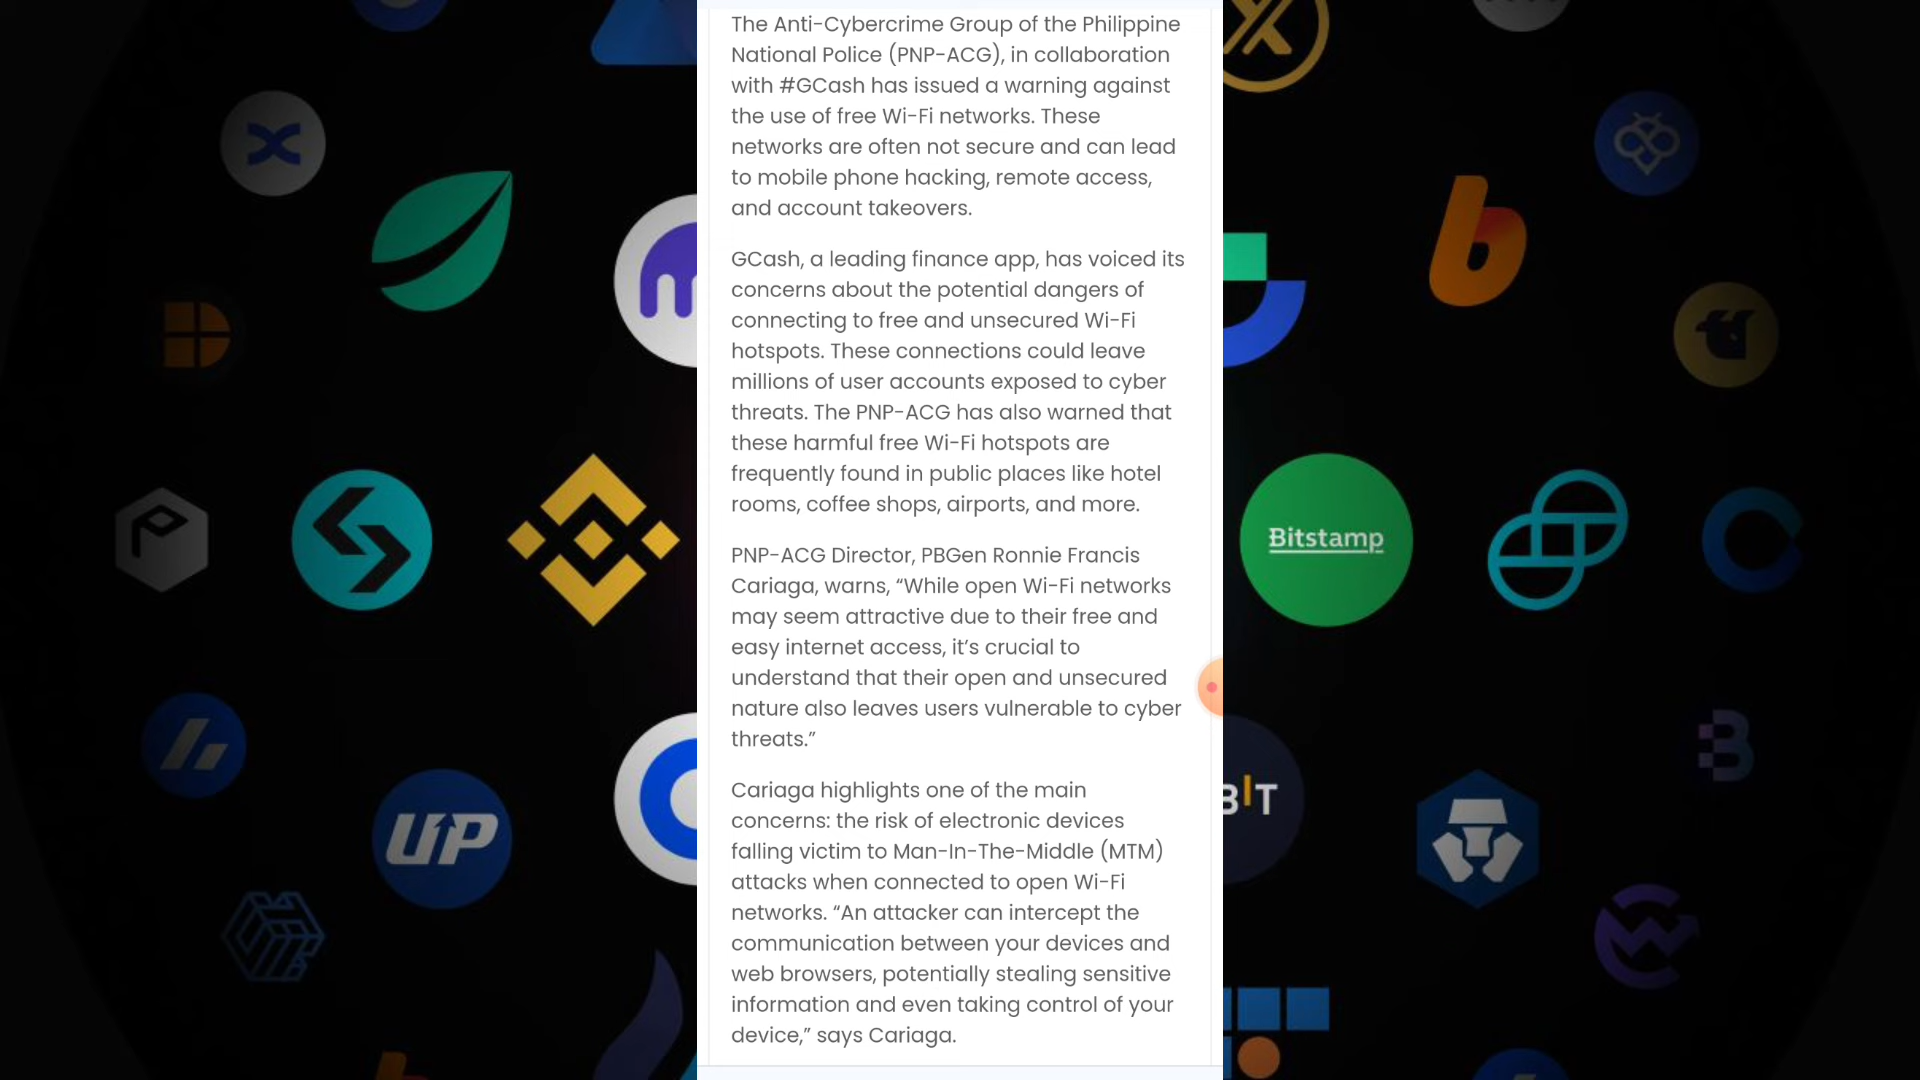 The Anti-Cybercrime Group of the Philippine
National Police (PNP-ACG), in collaboration
with #GCash has issued a warning against
the use of free Wi-Fi networks. These
networks are often not secure and can lead
to mobile phone hacking, remote access,
and account takeovers.
GCash, a leading finance app, has voiced its
concerns about the potential dangers of
connecting to free and unsecured Wi-Fi
hotspots. These connections could leave
millions of user accounts exposed to cyber
threats. The PNP-ACG has also warned that
these harmful free Wi-Fi hotspots are
frequently found in public places like hotel
rooms, coffee shops, airports, and more.
PNP-ACG Director, PBGen Ronnie Francis
Cariaga, warns, “While open Wi-Fi networks
may seem attractive due to their free and
easy internet access, it’s crucial to
understand that their open and unsecured
nature also leaves users vulnerable to cyber
threats.”
Cariaga highlights one of the main
concerns: the risk of electronic devices
falling victim to Man-In-The-Middle (MTM)
attacks when connected to open Wi-Fi
networks. “An attacker can intercept the
communication between your devices and
web browsers, potentially stealing sensitive
information and even taking control of your
device,” says Cariaga.
Bitstamp
UP
BIT